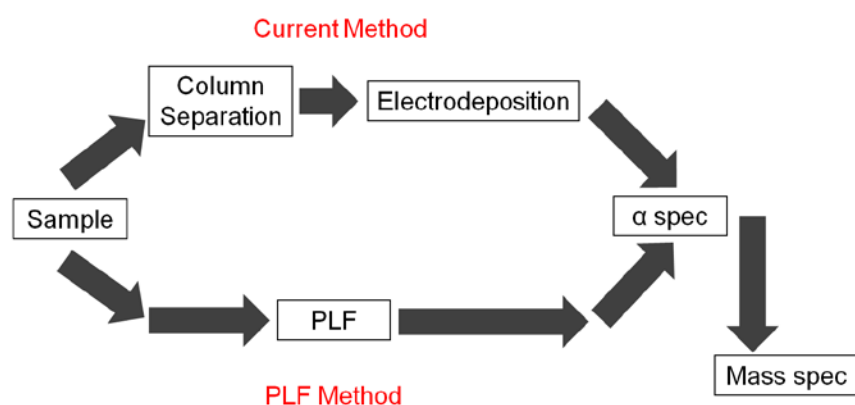 Current Method
Column
Separation
Electrodeposition
Sample
α spec
PLF
Mass spec
PLF Method